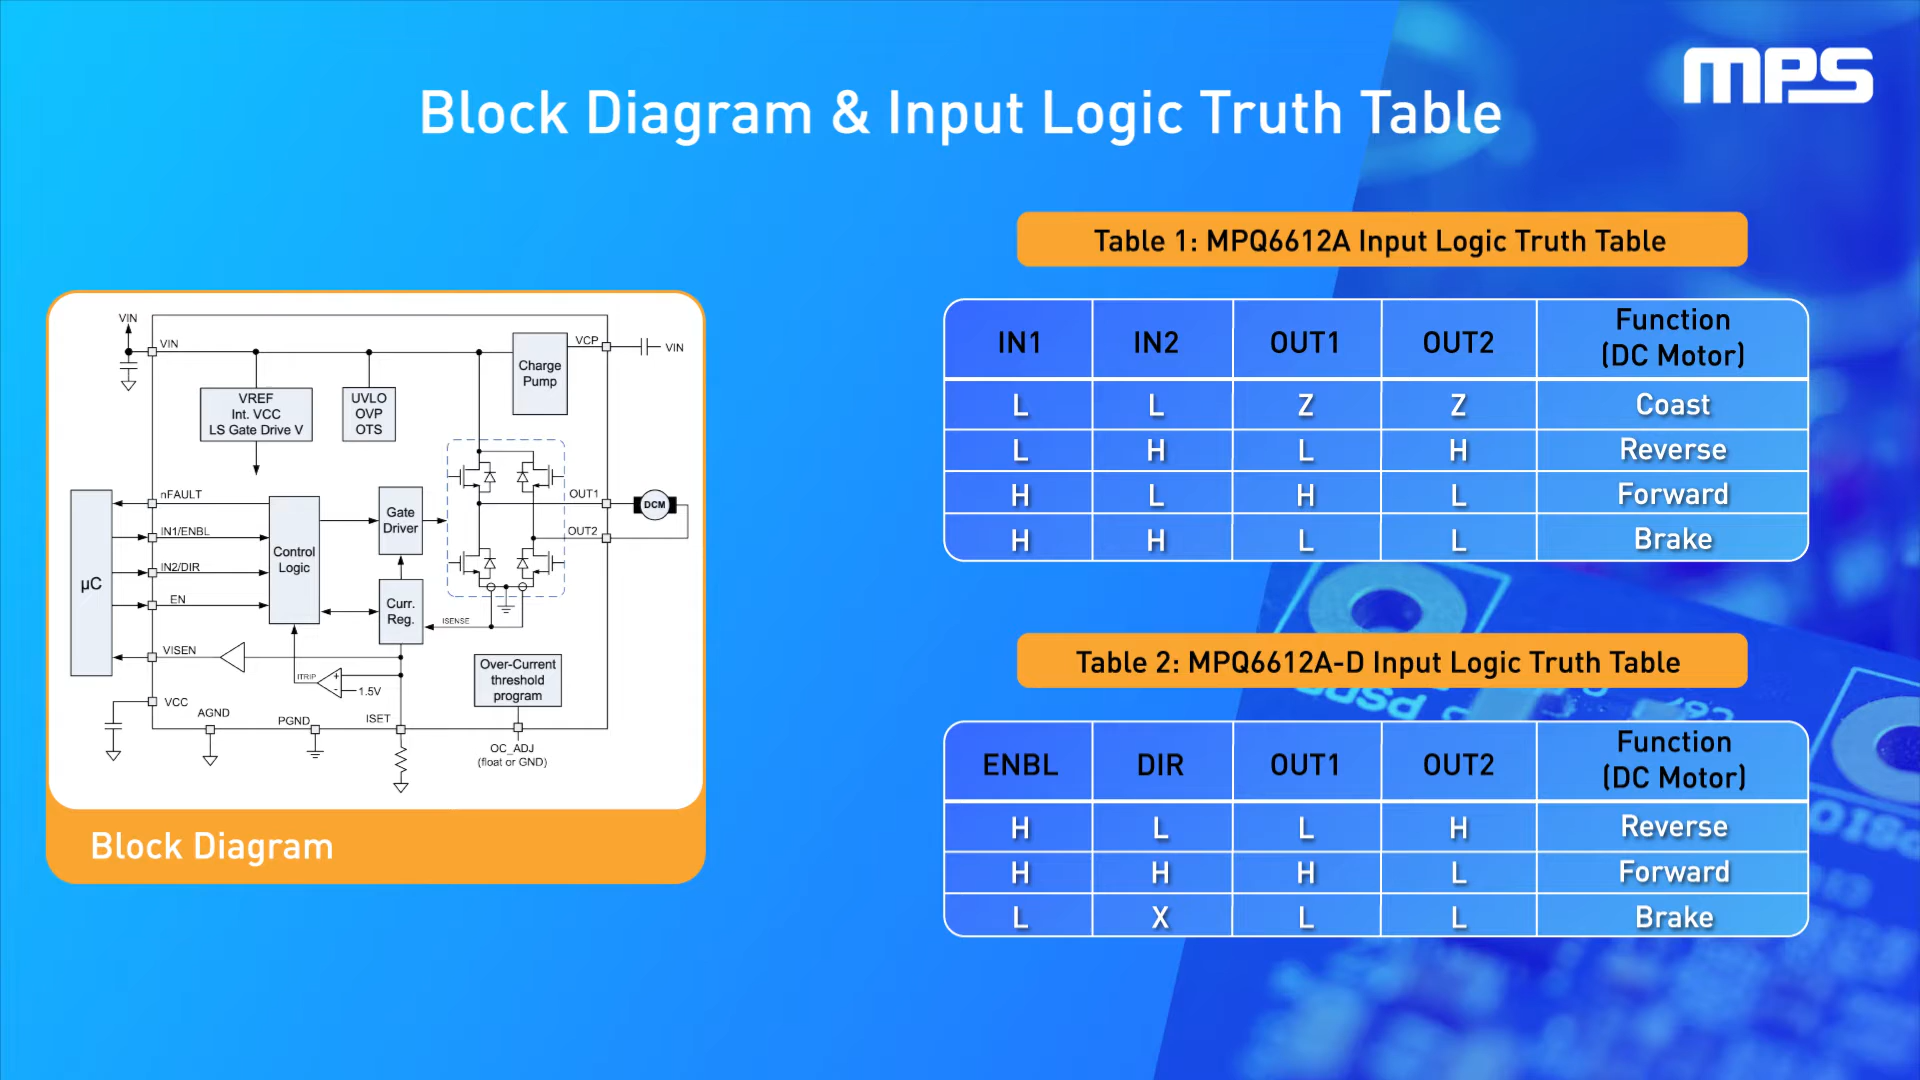 MPS
Block Diagram & Input Logic Truth Table
VIN
VIN
VCP
VIN
Charge
Pump
VREF
Int. VCC
LS Gate Drive V
UVLO
OVP
OTS
nFAULT
IN1/ENBL
IN2/DIR
EN
VISEN
VCC
µC
Control
Logic
Gate
Driver
Curr.
Reg.
ISENSE
OUT1
OUT2
DCM
ITRIP
+
-
1.5V
Over-Current
threshold
program
AGND
PGND
ISET
OC_ADJ
(float or GND)
Block Diagram
Table 1: MPQ6612A Input Logic Truth Table
IN1 IN2 OUT1 OUT2 Function
(DC Motor)
L L Z Z Coast
L H L H Reverse
H L H L Forward
H H L L Brake
Table 2: MPQ6612A-D Input Logic Truth Table
ENBL DIR OUT1 OUT2 Function
(DC Motor)
H L L H Reverse
H H H L Forward
L X L L Brake